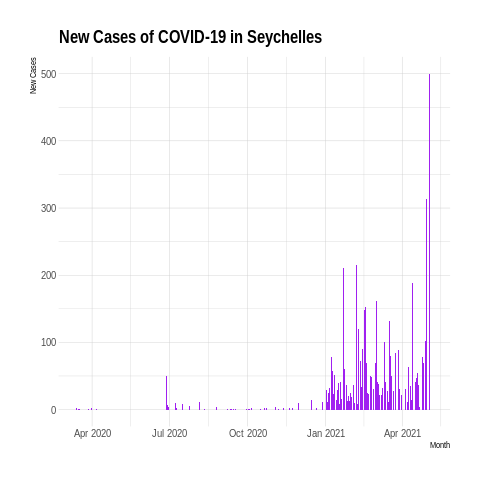 New Cases of COVID-19 in Seychelles
New Cases
500
400
300
200
100
0
Apr 2020
Jul 2020
Oct 2020
Jan 2021
Apr 2021
Month